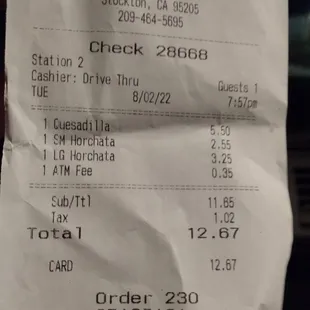 Stockton, CA 95205
209-464-5695
Check 28668
Station 2
Cashier: Drive Thru
Guests 1
TUE 8/02/22 7:57pm
1 Quesadilla 5.50
1 SM Horchata 2.55
1 LG Horchata 3.25
1 ATM Fee 0.35
Sub/Ttl 11.65
Tax 1.02
Total 12.67
CARD 12.67
Order 230